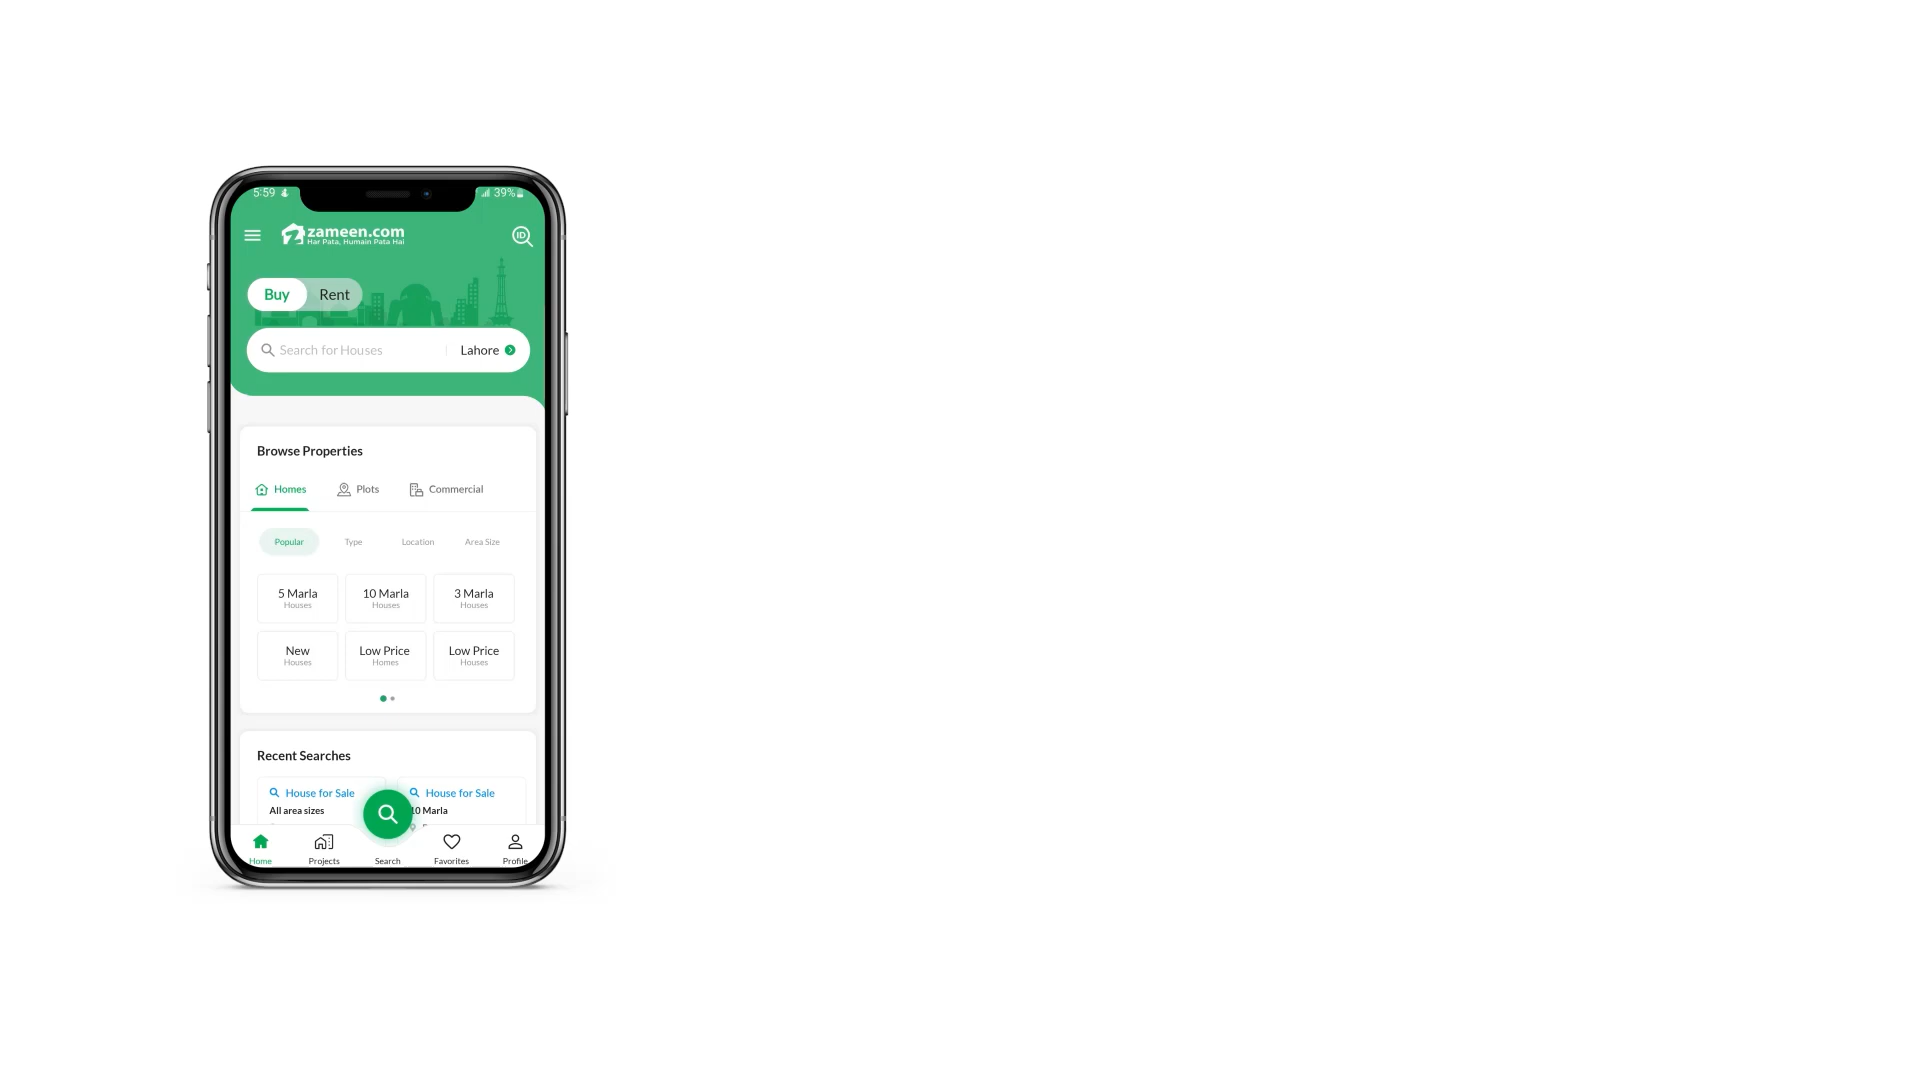 5:59
39%
zameen.com
Har Pata, Humain Pata Hai
ID
Buy
Rent
Search for Houses
Lahore
Browse Properties
Homes
Plots
Commercial
Popular
Type
Location
Area Size
5 Marla
Houses
10 Marla
Houses
3 Marla
Houses
New
Houses
Low Price
Homes
Low Price
Houses
Recent Searches
House for Sale
All area sizes
House for Sale
10 Marla
Home
Projects
Search
Favorites
Profile